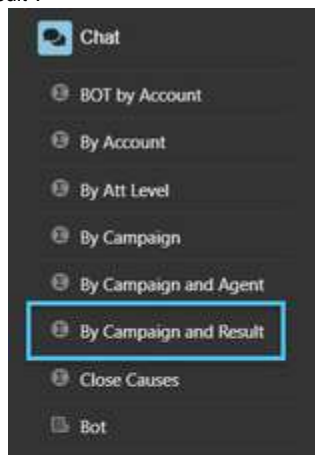 Chat
BOT by Account
By Account
By Att Level
By Campaign
By Campaign and Agent
By Campaign and Result
Close Causes
Bot